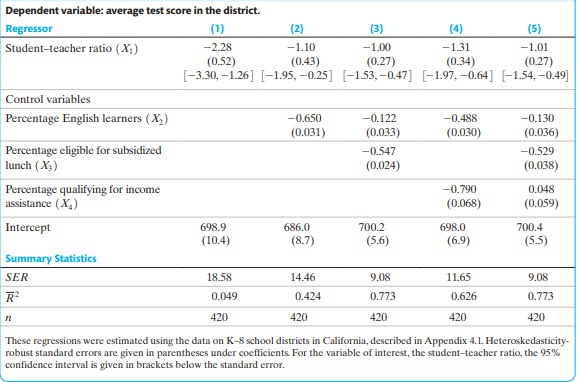 Dependent variable: average test score in the district.
Regressor (1) (2) (3) (4) (5)
Student–teacher ratio (X₁) −2.28 −1.10 −1.00 −1.31 −1.01
(0.52) (0.43) (0.27) (0.34) (0.27)
[−3.30, −1.26] [−1.95, −0.25] [−1.53, −0.47] [−1.97, −0.64] [−1.54, −0.49]
Control variables
Percentage English learners (X₂) −0.650 −0.122 −0.488 −0.130
(0.031) (0.033) (0.030) (0.036)
Percentage eligible for subsidized −0.547 −0.529
lunch (X₃) (0.024) (0.038)
Percentage qualifying for income −0.790 0.048
assistance (X₄) (0.068) (0.059)
Intercept 698.9 686.0 700.2 698.0 700.4
(10.4) (8.7) (5.6) (6.9) (5.5)
Summary Statistics
SER 18.58 14.46 9.08 11.65 9.08
R̅² 0.049 0.424 0.773 0.626 0.773
n 420 420 420 420 420
These regressions were estimated using the data on K–8 school districts in California, described in Appendix 4.1. Heteroskedasticity-
robust standard errors are given in parentheses under coefficients. For the variable of interest, the student–teacher ratio, the 95%
confidence interval is given in brackets below the standard error.